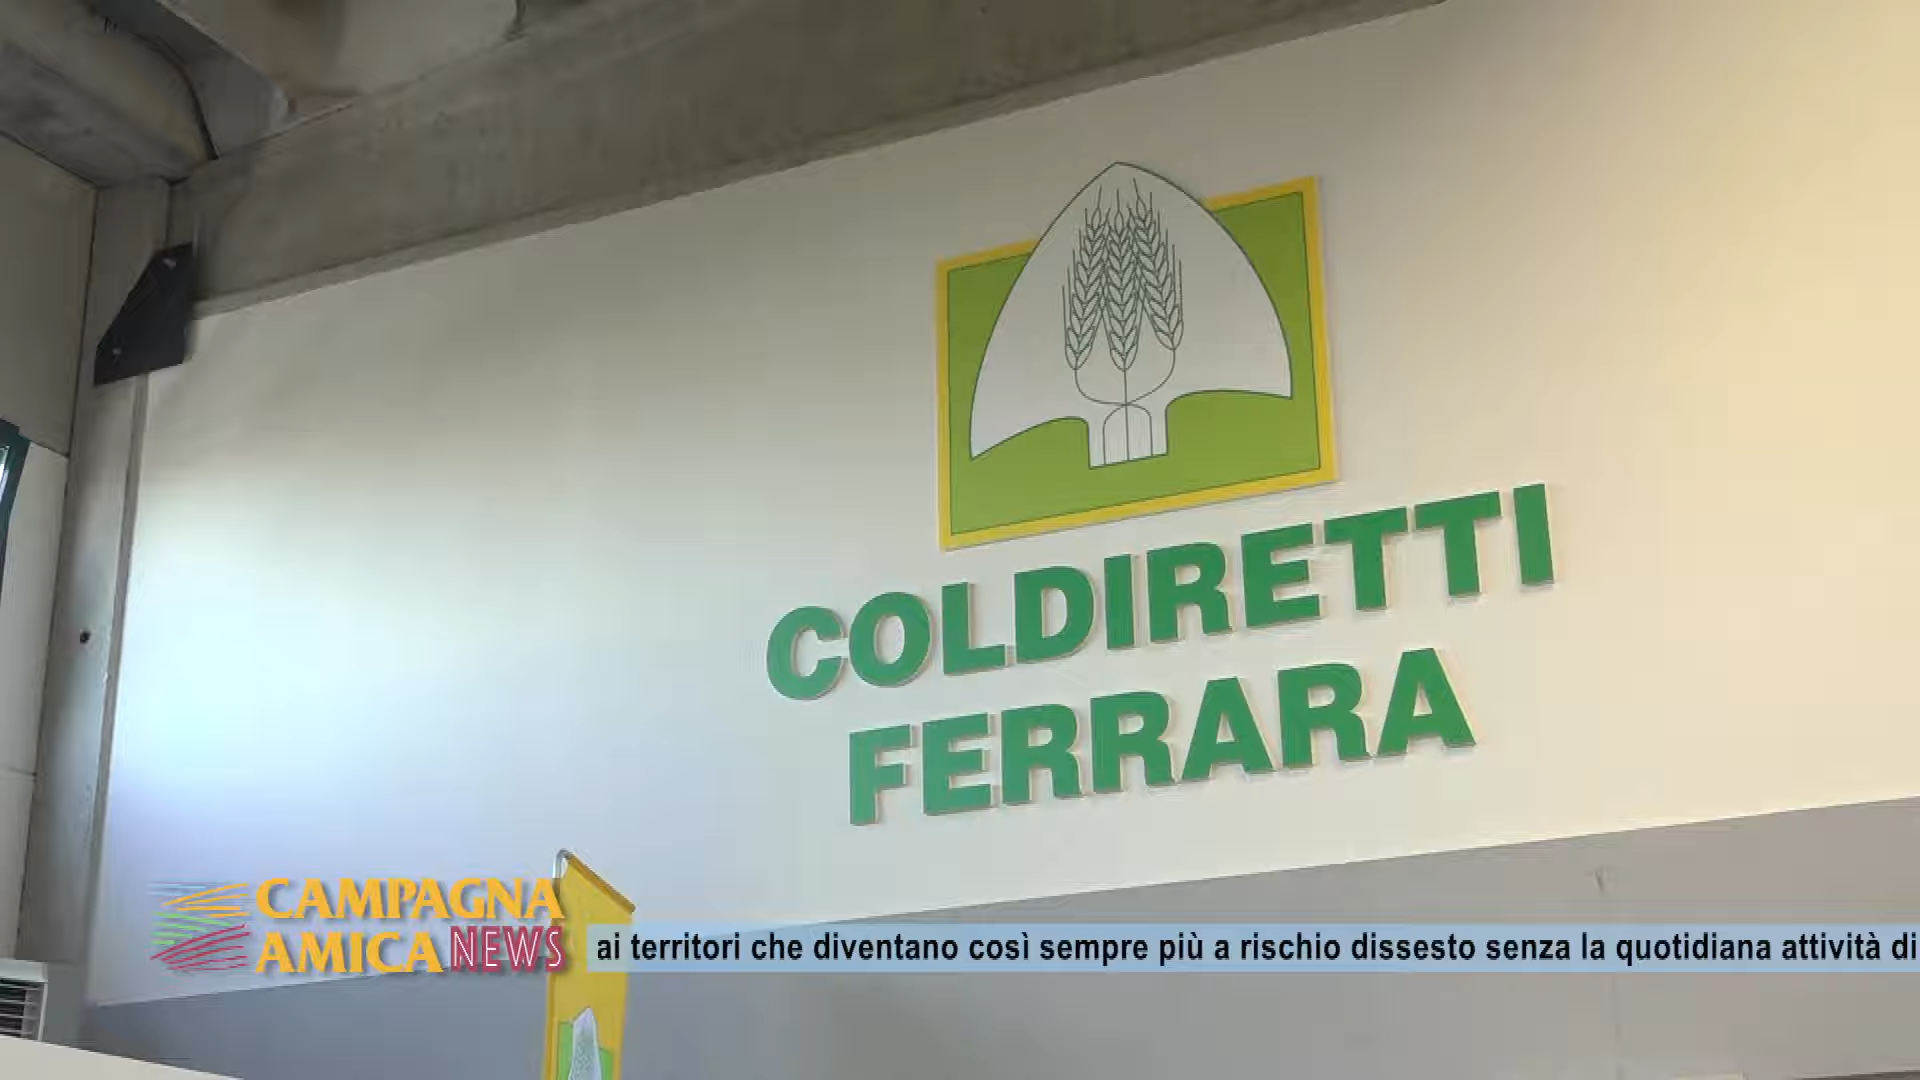 COLDIRETTI
FERRARA
CAMPAGNA
AMICA NEWS
ai territori che diventano così sempre più a rischio dissesto senza la quotidiana attività di